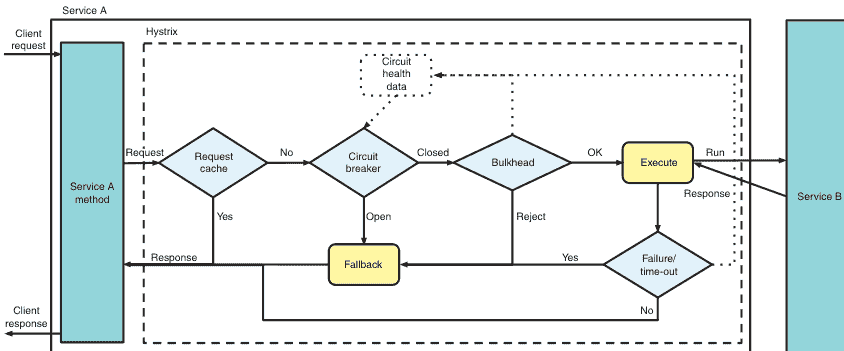 Service A
Client
request
Hystrix
Circuit
health
data
Request
Request
cache
No
Circuit
breaker
Closed
Bulkhead
OK
Execute
Run
Response
Service A
method
Service B
Yes
Open
Reject
Response
Fallback
Yes
Failure/
time-out
No
Client
response